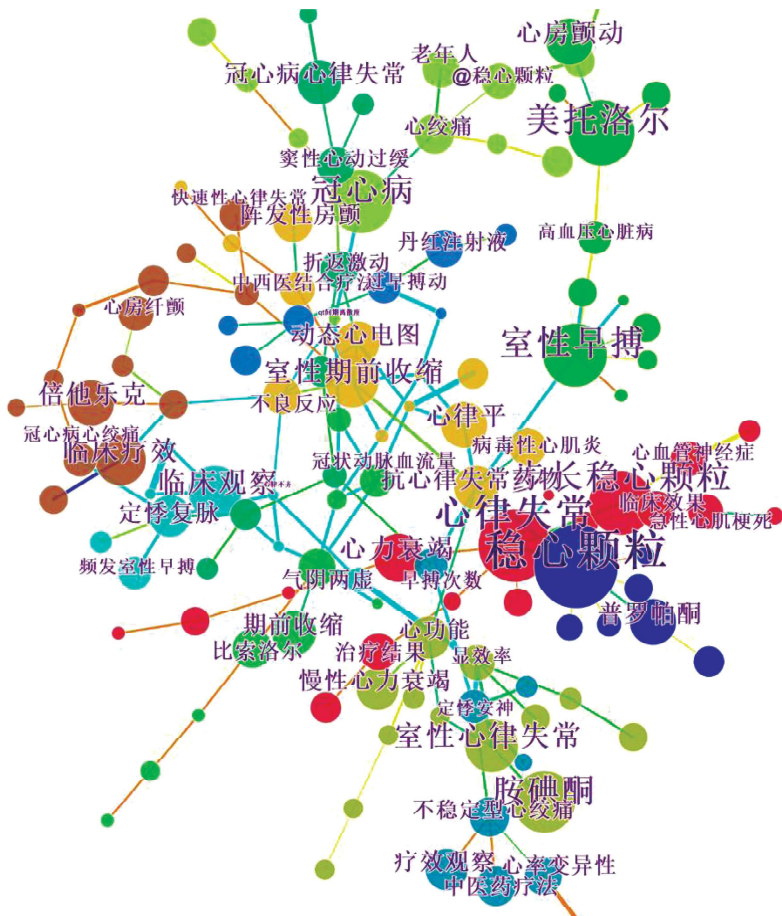 心房颤动
老年人
冠心病心律失常
@稳心颗粒
美托洛尔
心绞痛
窦性心动过缓
冠心病
快速性心律失常
阵发性房颤
丹红注射液
高血压心脏病
折返激动
中西医结合疗法
过早搏动
心房纤颤
qt间期离散度
动态心电图
室性早搏
室性期前收缩
倍他乐克
不良反应
心律平
冠心病心绞痛
病毒性心肌炎
心血管神经症
临床疗效
冠状动脉血流量
抗心律失常药物
步长稳心颗粒
临床观察
定悸复脉
心律失常
临床效果
急性心肌梗死
心力衰竭
稳心颗粒
频发室性早搏
气阴两虚
早搏次数
普罗帕酮
期前收缩
心功能
比索洛尔
治疗结果
显效率
慢性心力衰竭
定悸安神
室性心律失常
胺碘酮
不稳定型心绞痛
疗效观察
心率变异性
中医药疗法